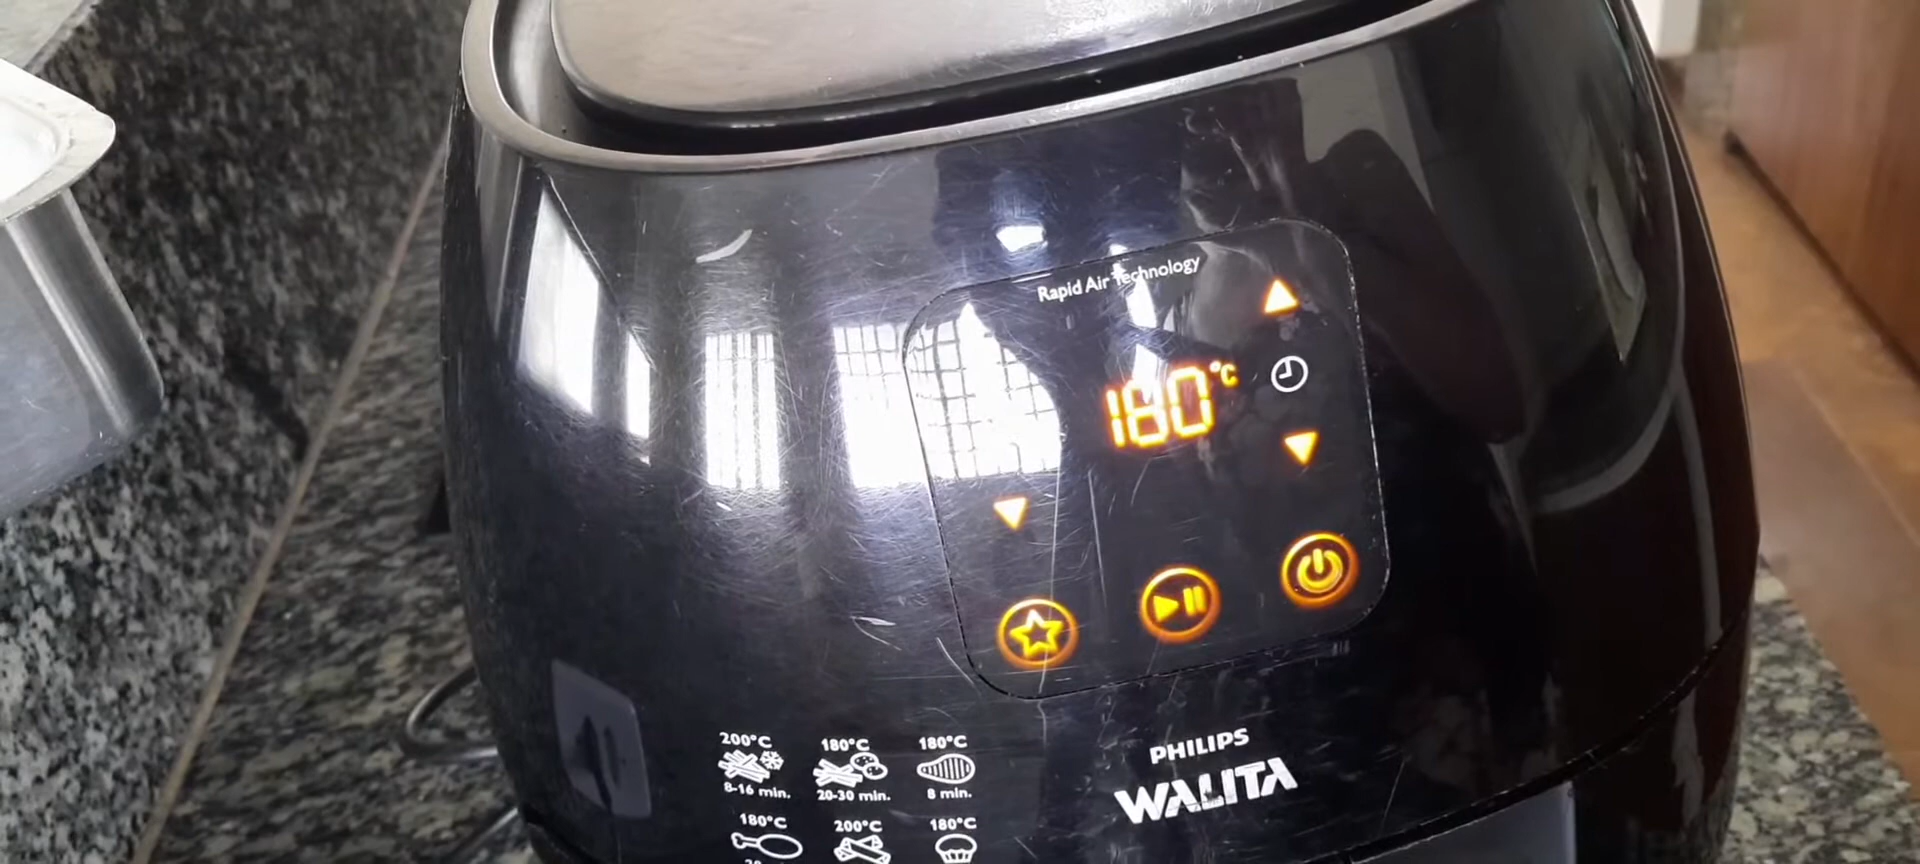 Rapid Air Technology
180°C
200°C 180°C 180°C
8-16 min. 20-30 min. 8 min.
180°C 200°C 180°C
PHILIPS
WALITA